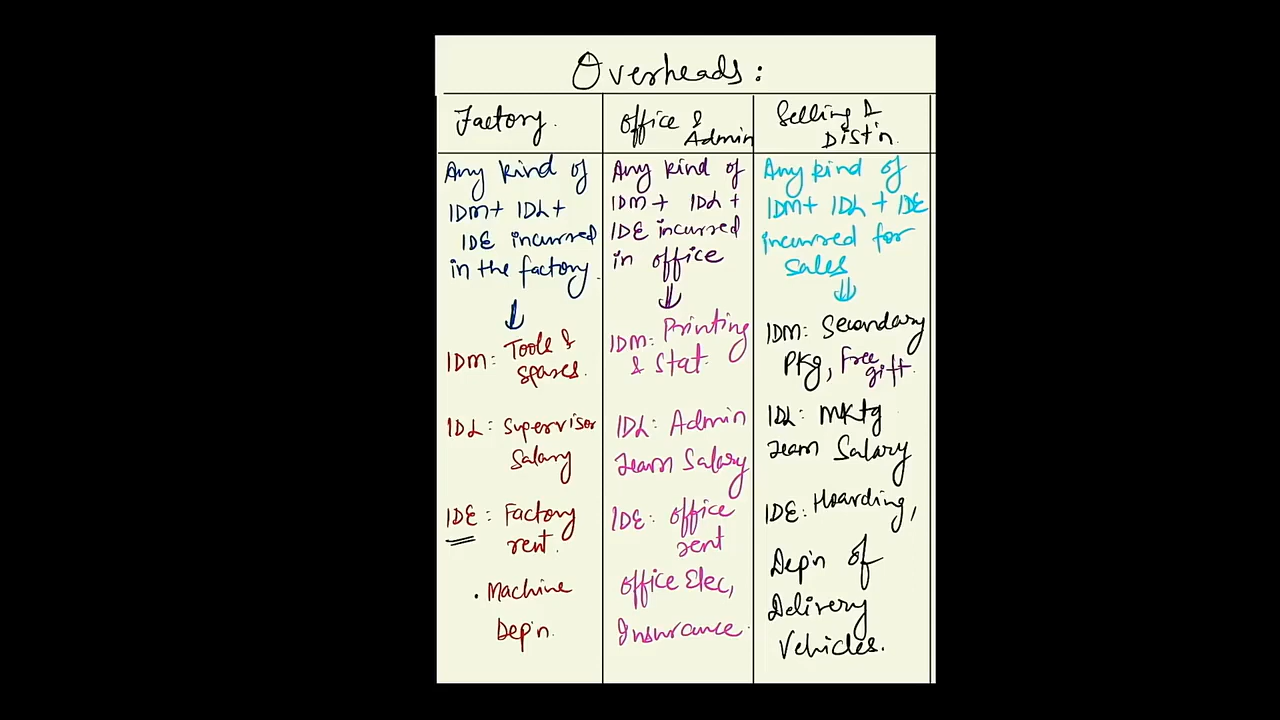 Overheads:
Factory.
Any kind of
IDM+ IDL+
IDE incurred
in the factory.
IDM: Tools &
Spares.
IDL: Supervisor
Salary
IDE: Factory
rent.
. Machine
Dep'n.
Office &
Admin
Any kind of
IDM+ IDL+
IDE incurred
in office
IDM: Printing
& Stat.
IDL: Admin
Team Salary
IDE: Office
rent
Office Elec,
Insurance.
Selling &
Dist'n.
Any kind of
IDM+ IDL + IDE
incurred for
Sales
IDM: Secondary
Pkg, Free
gift.
IDL: MKtg
Team Salary
IDE: Hoarding,
Dep'n of
Delivery
Vehicles.